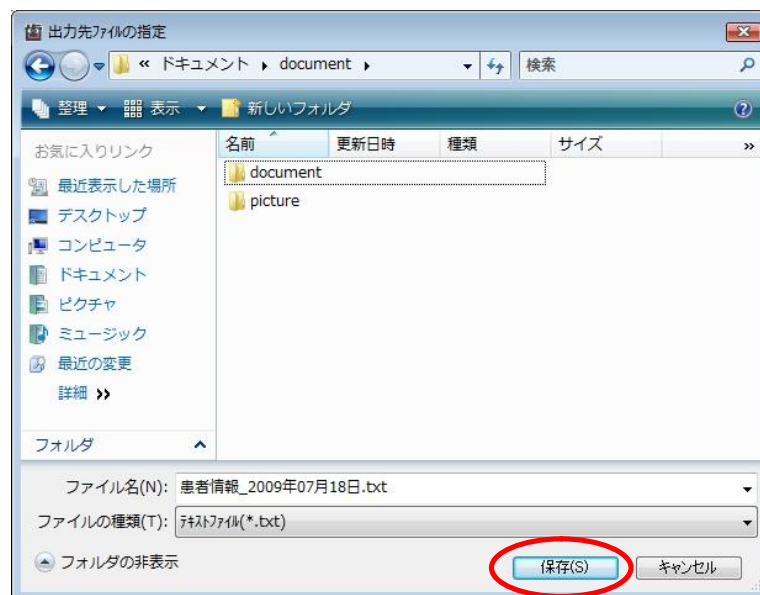 歯 出力先ﾌｧｲﾙの指定
« ドキュメント ▸ document ▸ 検索
整理 ▼ 表示 ▼ 新しいフォルダ
お気に入りリンク
最近表示した場所
デスクトップ
コンピュータ
ドキュメント
ピクチャ
ミュージック
最近の変更
詳細 »
フォルダ
名前 更新日時 種類 サイズ »
document
picture
ファイル名(N): 患者情報_2009年07月18日.txt
ファイルの種類(T): ﾃｷｽﾄﾌｧｲﾙ(*.txt)
フォルダの非表示 保存(S) キャンセル